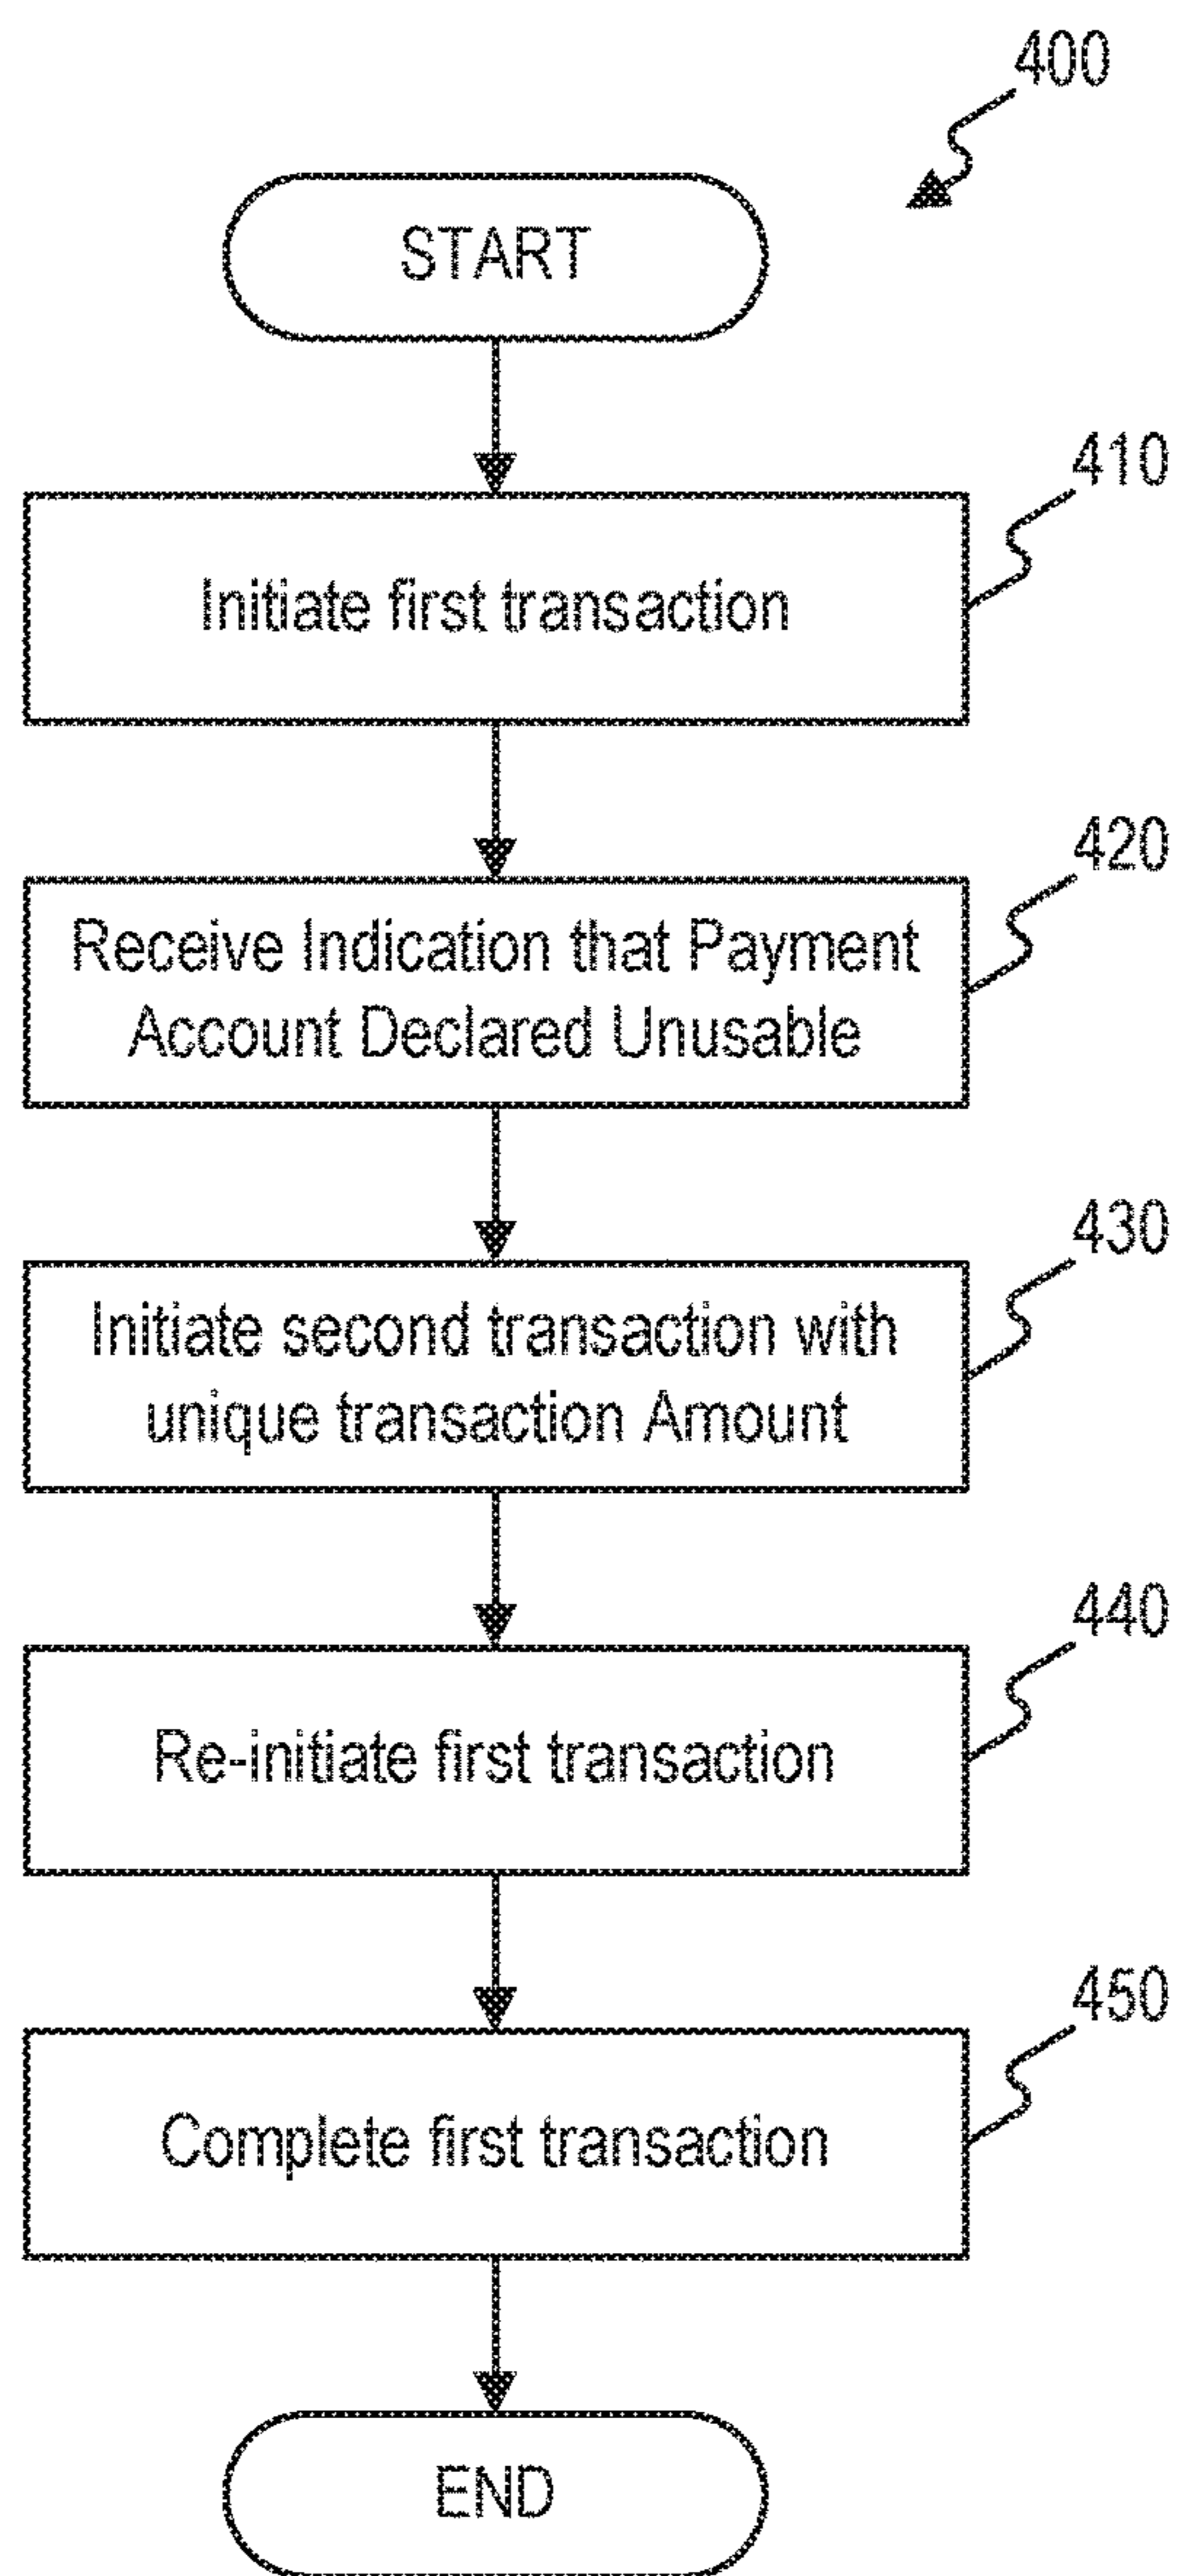 400
START
410
Initiate first transaction
420
Receive Indication that Payment
Account Declared Unusable
430
Initiate second transaction with
unique transaction Amount
440
Re-initiate first transaction
450
Complete first transaction
END